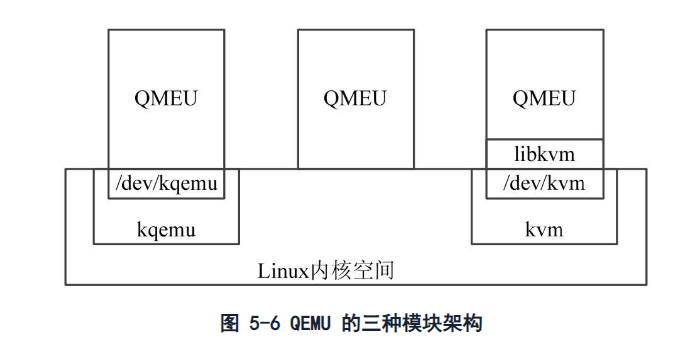 QMEU
QMEU
QMEU
libkvm
/dev/kqemu
/dev/kvm
kqemu
kvm
Linux内核空间
图 5-6 QEMU 的三种模块架构